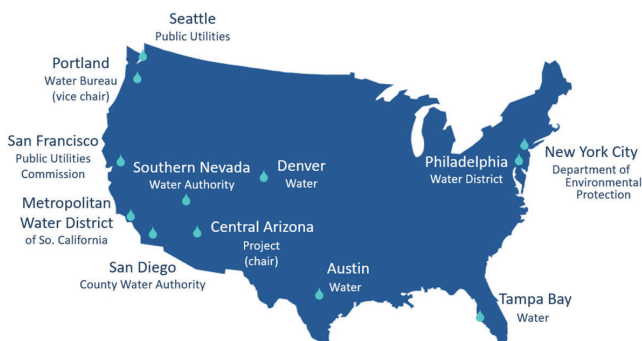 Seattle
Public Utilities
Portland
Water Bureau
(vice chair)
San Francisco
Public Utilities
Commission
Southern Nevada
Water Authority
Denver
Water
Philadelphia
Water District
New York City
Department of
Environmental
Protection
Metropolitan
Water District
of So. California
Central Arizona
Project
(chair)
San Diego
County Water Authority
Austin
Water
Tampa Bay
Water